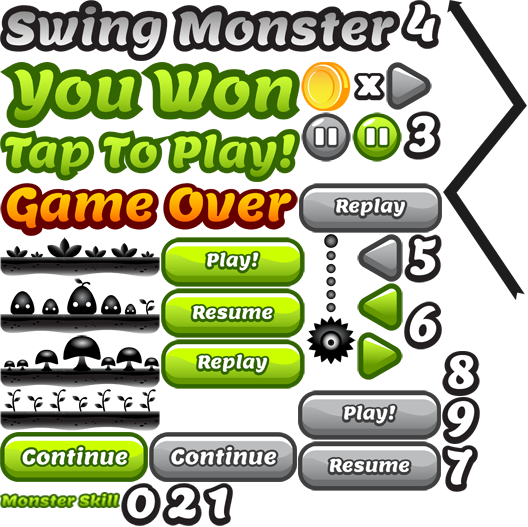 Swing Monster 4
You Won
x
Tap To Play! 3
Game Over
Replay
5
Play!
Resume
6
Replay
8
Play!
9
Continue
Continue
Resume
7
Monster Skill
0 2 1